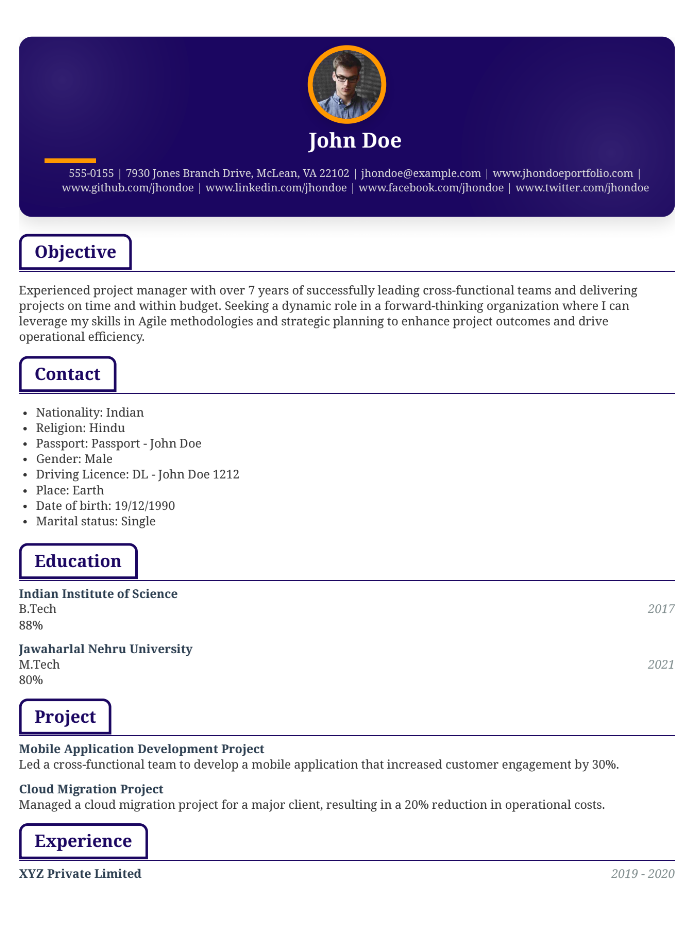 John Doe
555-0155 | 7930 Jones Branch Drive, McLean, VA 22102 | jhondoe@example.com | www.jhondoeportfolio.com |
www.github.com/jhondoe | www.linkedin.com/jhondoe | www.facebook.com/jhondoe | www.twitter.com/jhondoe
Objective
Experienced project manager with over 7 years of successfully leading cross-functional teams and delivering
projects on time and within budget. Seeking a dynamic role in a forward-thinking organization where I can
leverage my skills in Agile methodologies and strategic planning to enhance project outcomes and drive
operational efficiency.
Contact
• Nationality: Indian
• Religion: Hindu
• Passport: Passport - John Doe
• Gender: Male
• Driving Licence: DL - John Doe 1212
• Place: Earth
• Date of birth: 19/12/1990
• Marital status: Single
Education
Indian Institute of Science
B.Tech 2017
88%
Jawaharlal Nehru University
M.Tech 2021
80%
Project
Mobile Application Development Project
Led a cross-functional team to develop a mobile application that increased customer engagement by 30%.
Cloud Migration Project
Managed a cloud migration project for a major client, resulting in a 20% reduction in operational costs.
Experience
XYZ Private Limited 2019 - 2020